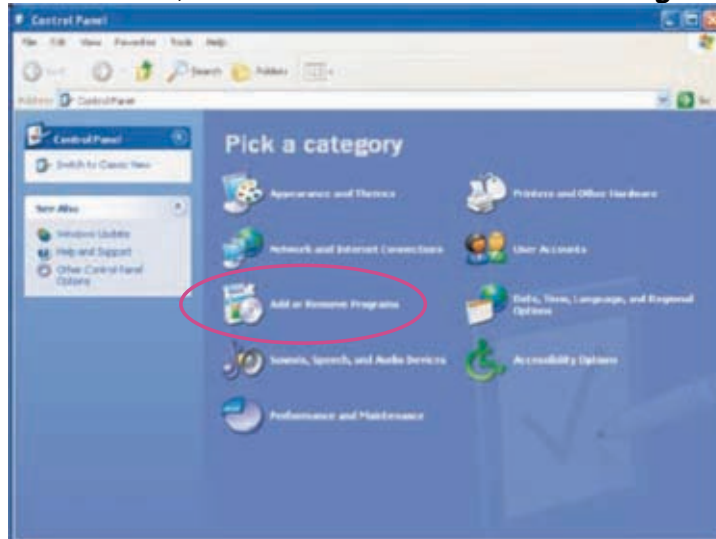 Control Panel
File Edit View Favorites Tools Help
Search Folders
Address Control Panel
Control Panel
Switch to Classic View
See Also
Windows Update
Help and Support
Other Control Panel
Options
Pick a category
Appearance and Themes
Printers and Other Hardware
Network and Internet Connections
User Accounts
Add or Remove Programs
Date, Time, Language, and Regional
Options
Sounds, Speech, and Audio Devices
Accessibility Options
Performance and Maintenance